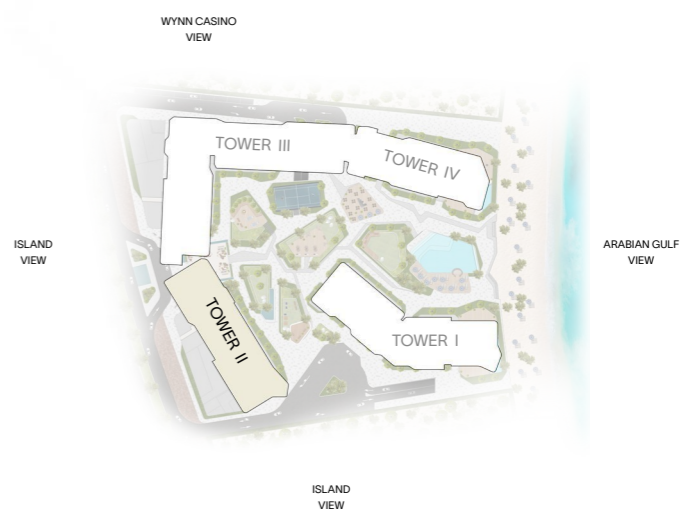 WYNN CASINO
VIEW
TOWER III
TOWER IV
ISLAND
VIEW
ARABIAN GULF
VIEW
TOWER II
TOWER I
ISLAND
VIEW